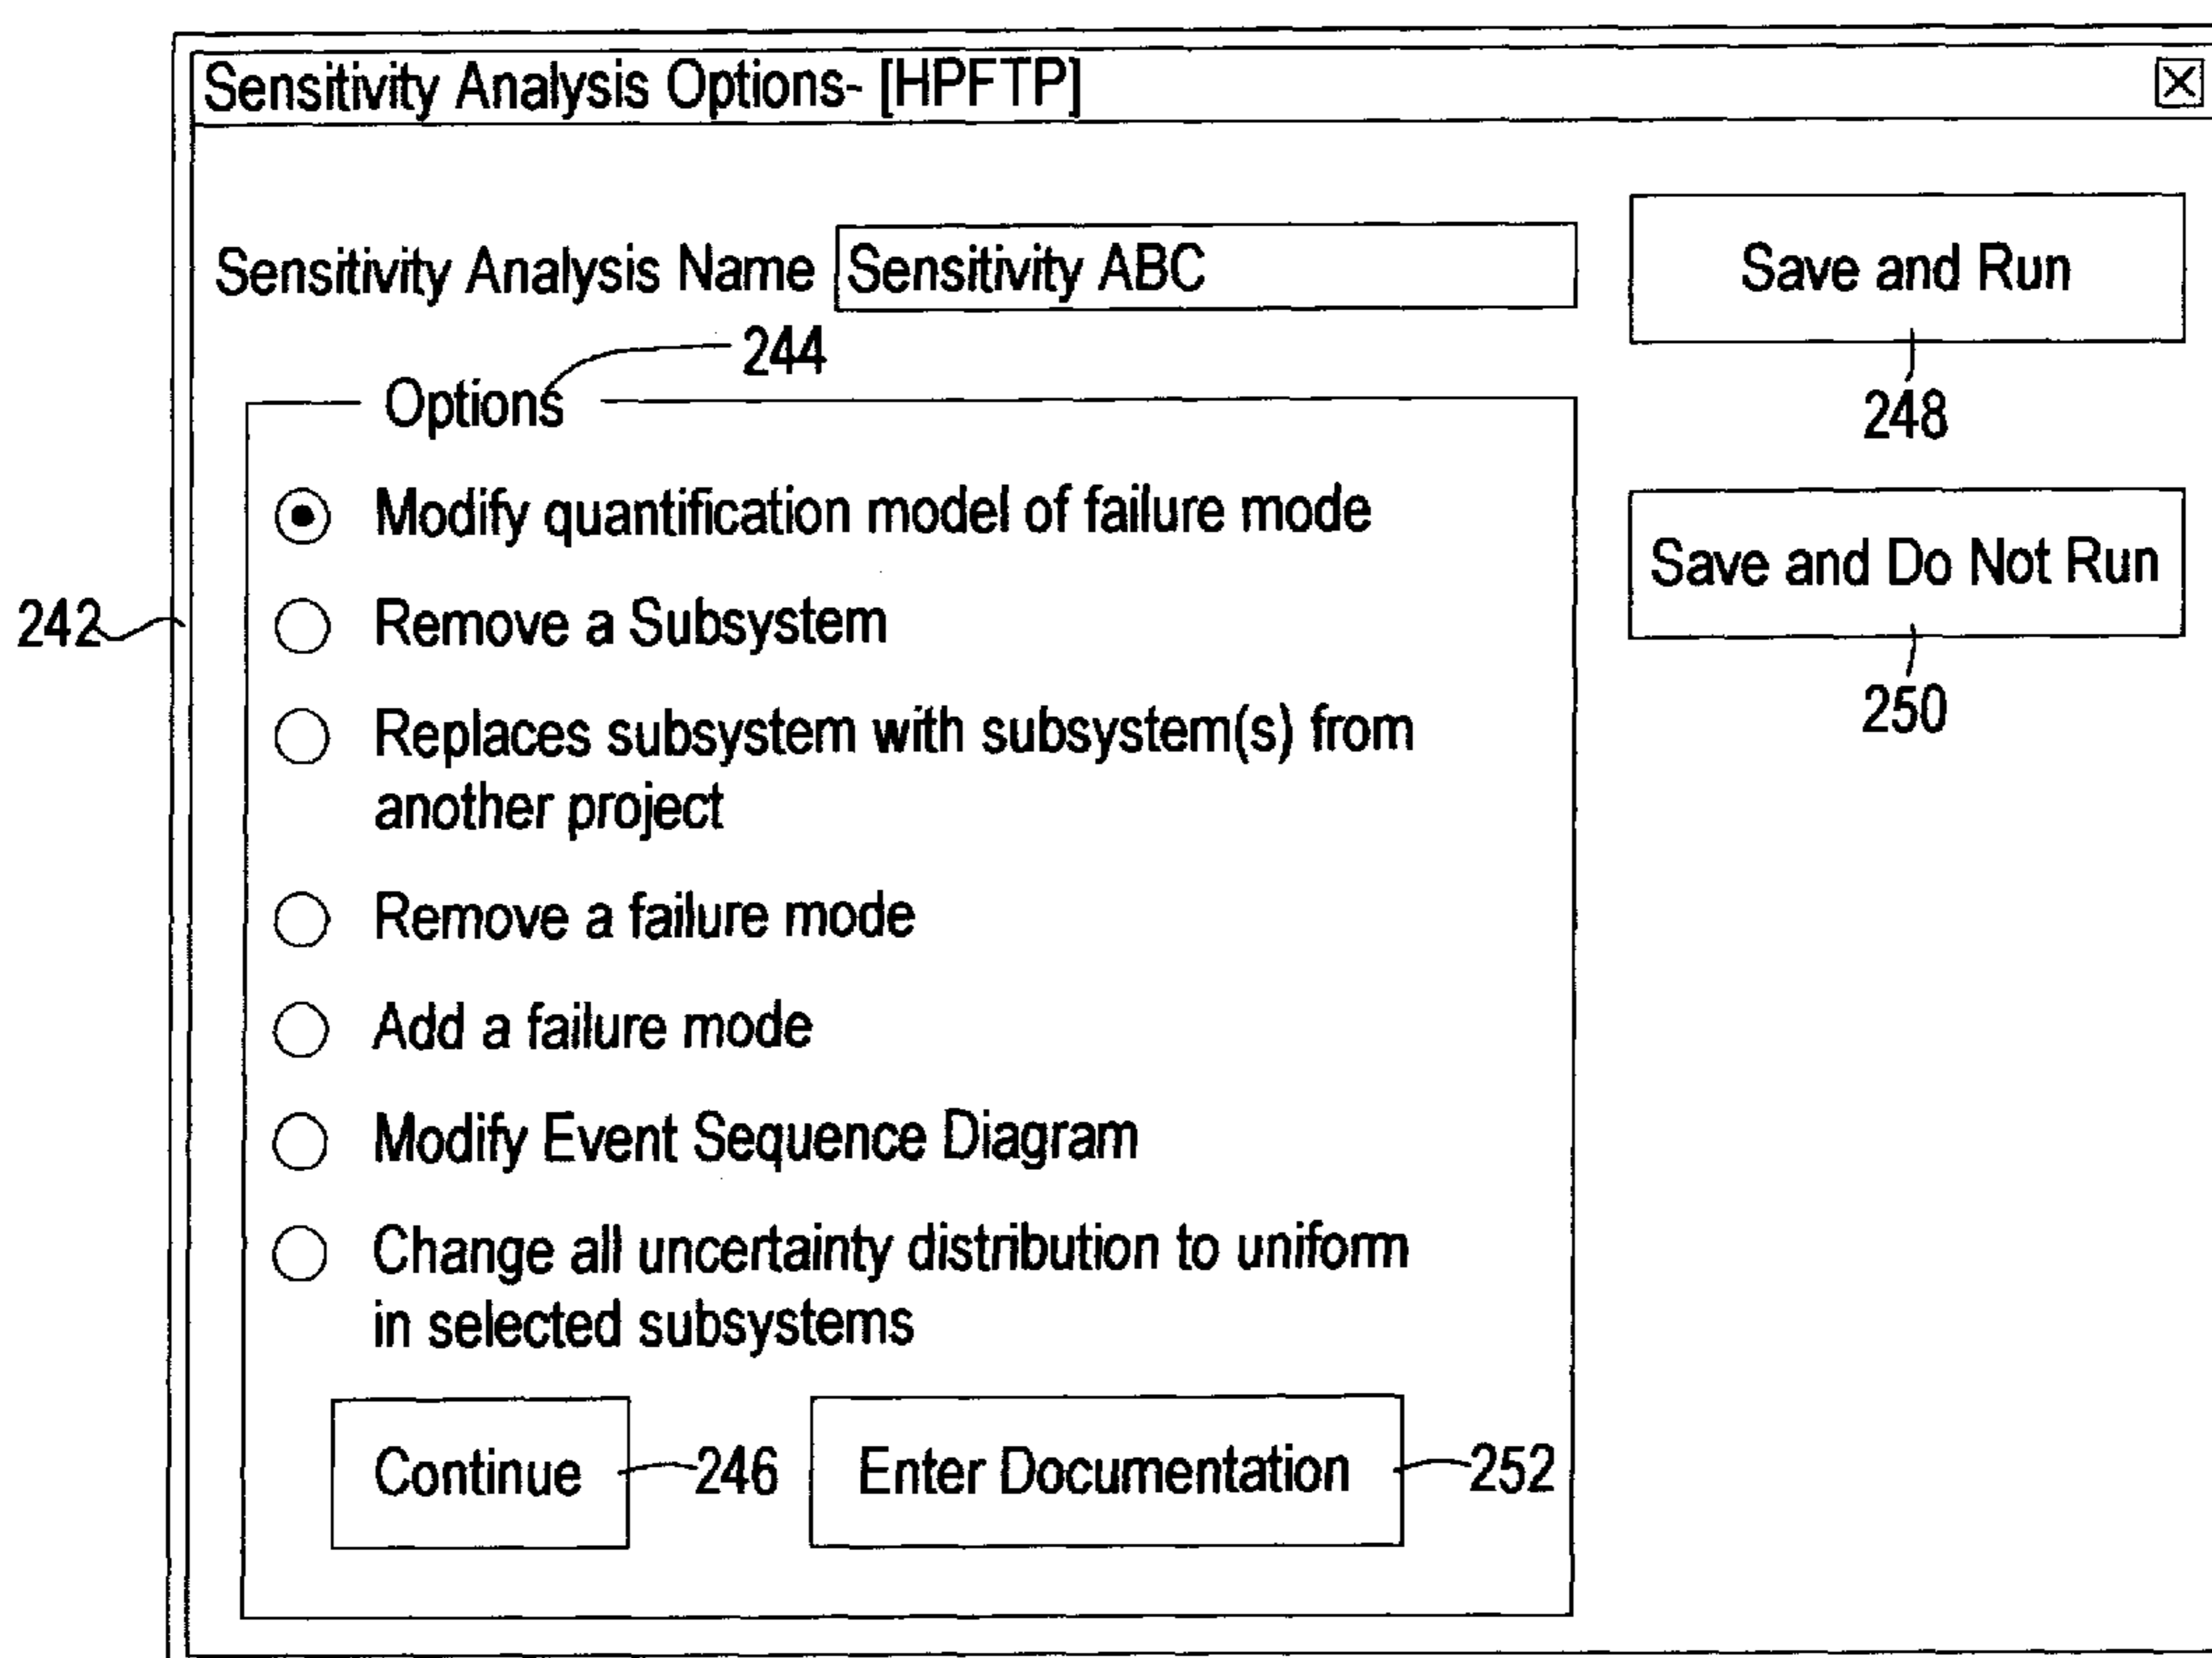 Sensitivity Analysis Options- [HPFTP]
Sensitivity Analysis Name Sensitivity ABC
Save and Run
244
248
Options
Modify quantification model of failure mode
Save and Do Not Run
242
Remove a Subsystem
250
Replaces subsystem with subsystem(s) from
another project
Remove a failure mode
Add a failure mode
Modify Event Sequence Diagram
Change all uncertainty distribution to uniform
in selected subsystems
Continue
246
Enter Documentation
252